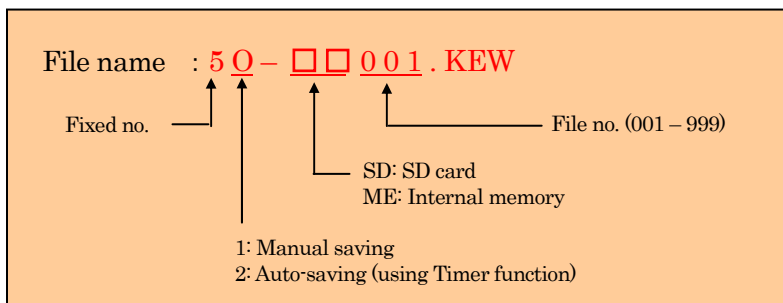 File name : 5 O – □□ 0 0 1 . KEW
Fixed no.
File no. (001 – 999)
SD: SD card
ME: Internal memory
1: Manual saving
2: Auto-saving (using Timer function)